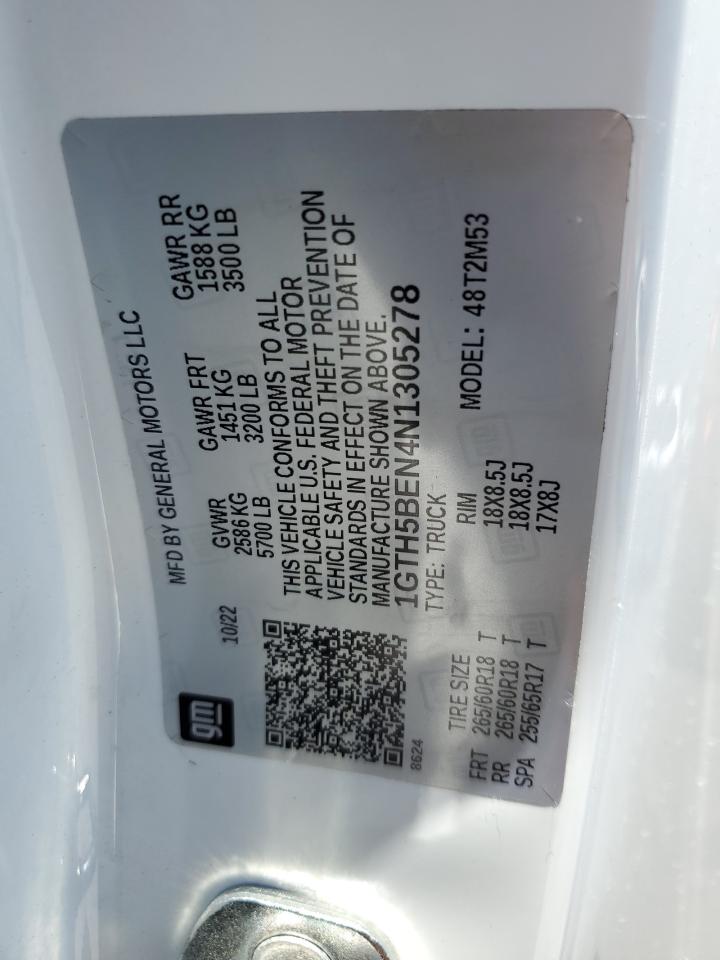 gm
MFD BY GENERAL MOTORS LLC
10/22
GVWR GAWR FRT GAWR RR
2586 KG 1451 KG 1588 KG
5700 LB 3200 LB 3500 LB
THIS VEHICLE CONFORMS TO ALL
APPLICABLE U.S. FEDERAL MOTOR
VEHICLE SAFETY AND THEFT PREVENTION
STANDARDS IN EFFECT ON THE DATE OF
MANUFACTURE SHOWN ABOVE.
1GTH5BEN4N1305278
8624
TYPE: TRUCK
MODEL: 48T2M53
TIRE SIZE RIM
FRT 265/60R18 T 18X8.5J
RR 265/60R18 T 18X8.5J
SPA 255/65R17 T 17X8J